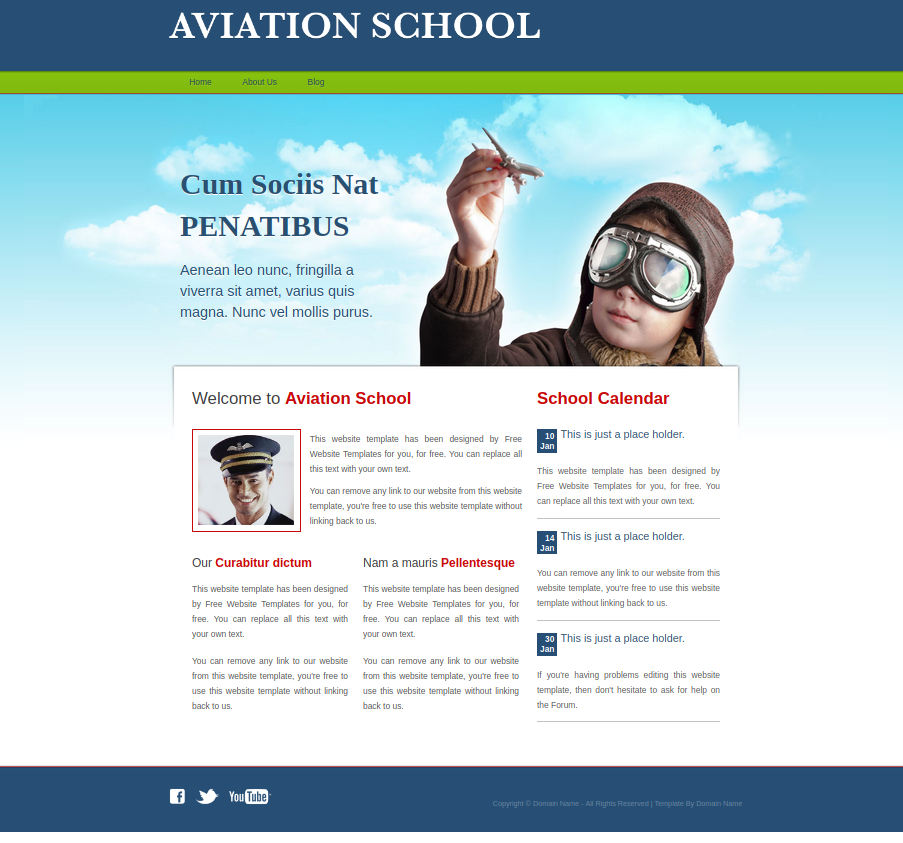 AVIATION SCHOOL
Home About Us Blog
Cum Sociis Nat
PENATIBUS
Aenean leo nunc, fringilla a
viverra sit amet, varius quis
magna. Nunc vel mollis purus.
Welcome to Aviation School
This website template has been designed by Free
Website Templates for you, for free. You can replace all
this text with your own text.
You can remove any link to our website from this website
template, you're free to use this website template without
linking back to us.
Our Curabitur dictum
This website template has been designed
by Free Website Templates for you, for
free. You can replace all this text with
your own text.
You can remove any link to our website
from this website template, you're free to
use this website template without linking
back to us.
Nam a mauris Pellentesque
This website template has been designed
by Free Website Templates for you, for
free. You can replace all this text with
your own text.
You can remove any link to our website
from this website template, you're free to
use this website template without linking
back to us.
School Calendar
10
Jan
This is just a place holder.
This website template has been designed by
Free Website Templates for you, for free. You
can replace all this text with your own text.
14
Jan
This is just a place holder.
You can remove any link to our website from this
website template, you're free to use this website
template without linking back to us.
30
Jan
This is just a place holder.
If you're having problems editing this website
template, then don't hesitate to ask for help on
the Forum.
f
You Tube
Copyright © Domain Name - All Rights Reserved | Template By Domain Name